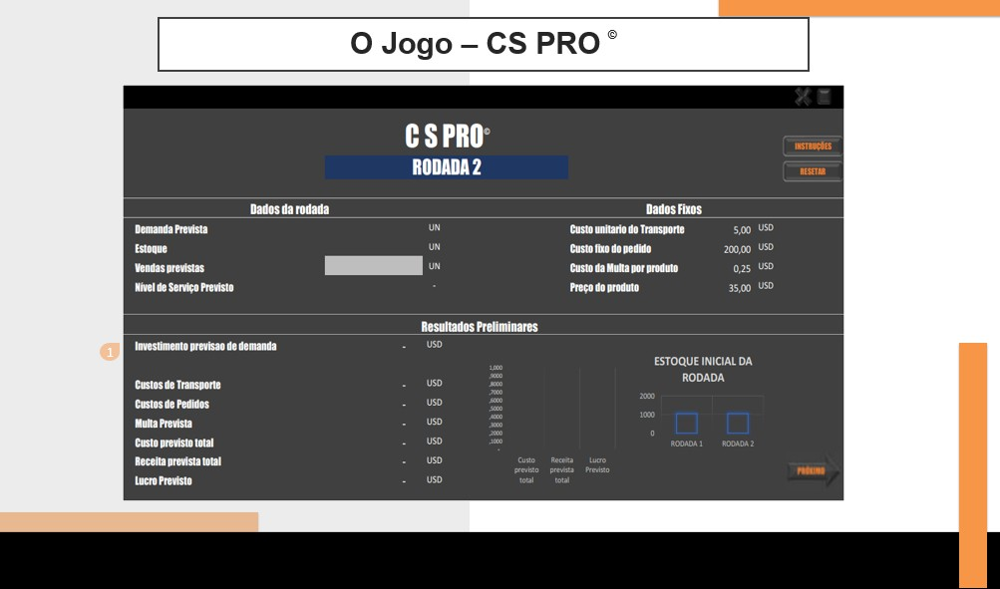 O Jogo – CS PRO ©
C S PRO©
RODADA 2
INSTRUÇÕES
RESETAR
Dados da rodada
Demanda Prevista UN
Estoque UN
Vendas previstas UN
Nível de Serviço Previsto -
Dados Fixos
Custo unitario do Transporte 5,00 USD
Custo fixo do pedido 200,00 USD
Custo da Multa por produto 0,25 USD
Preço do produto 35,00 USD
Resultados Preliminares
1
Investimento previsao de demanda - USD
Custos de Transporte - USD
Custos de Pedidos - USD
Multa Prevista - USD
Custo previsto total - USD
Receita prevista total - USD
Lucro Previsto - USD
1,000
,9000
,8000
,7000
,6000
,5000
,4000
,3000
,2000
,1000
-
Custo previsto total
Receita prevista total
Lucro Previsto
ESTOQUE INICIAL DA
RODADA
2000
1000
0
RODADA 1 RODADA 2
PRÓXIMO